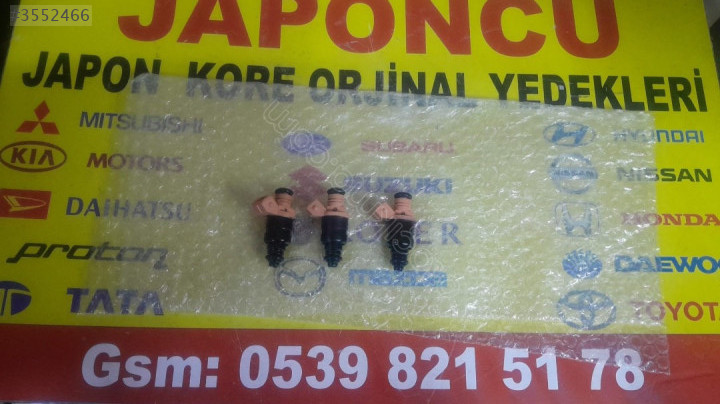 #3552466
JAPONCU
JAPON KORE ORJİNAL YEDEKLERİ
MITSUBISHI
KIA MOTORS
DAIHATSU
proton
TATA
SUBARU
SUZUKI
MAZDA
HYUNDAI
NISSAN
HONDA
DAEWOO
TOYOTA
Gsm: 0539 821 51 78